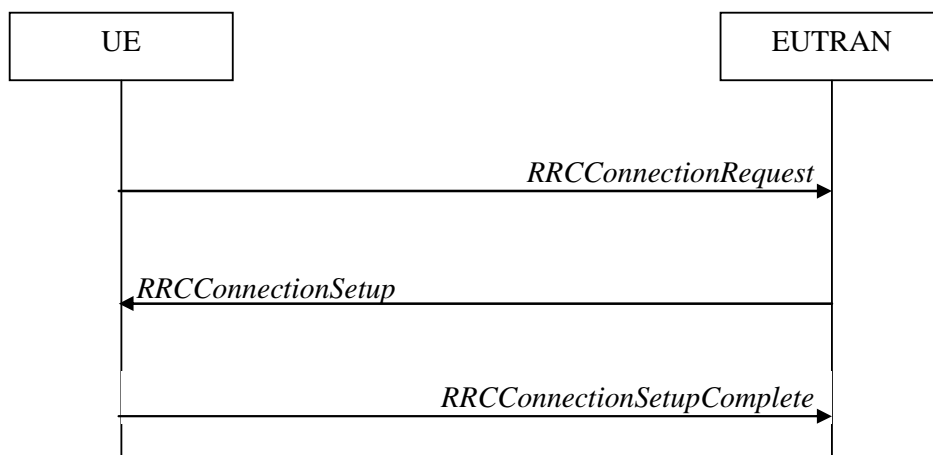 UE
EUTRAN
RRCConnectionRequest
RRCConnectionSetup
RRCConnectionSetupComplete